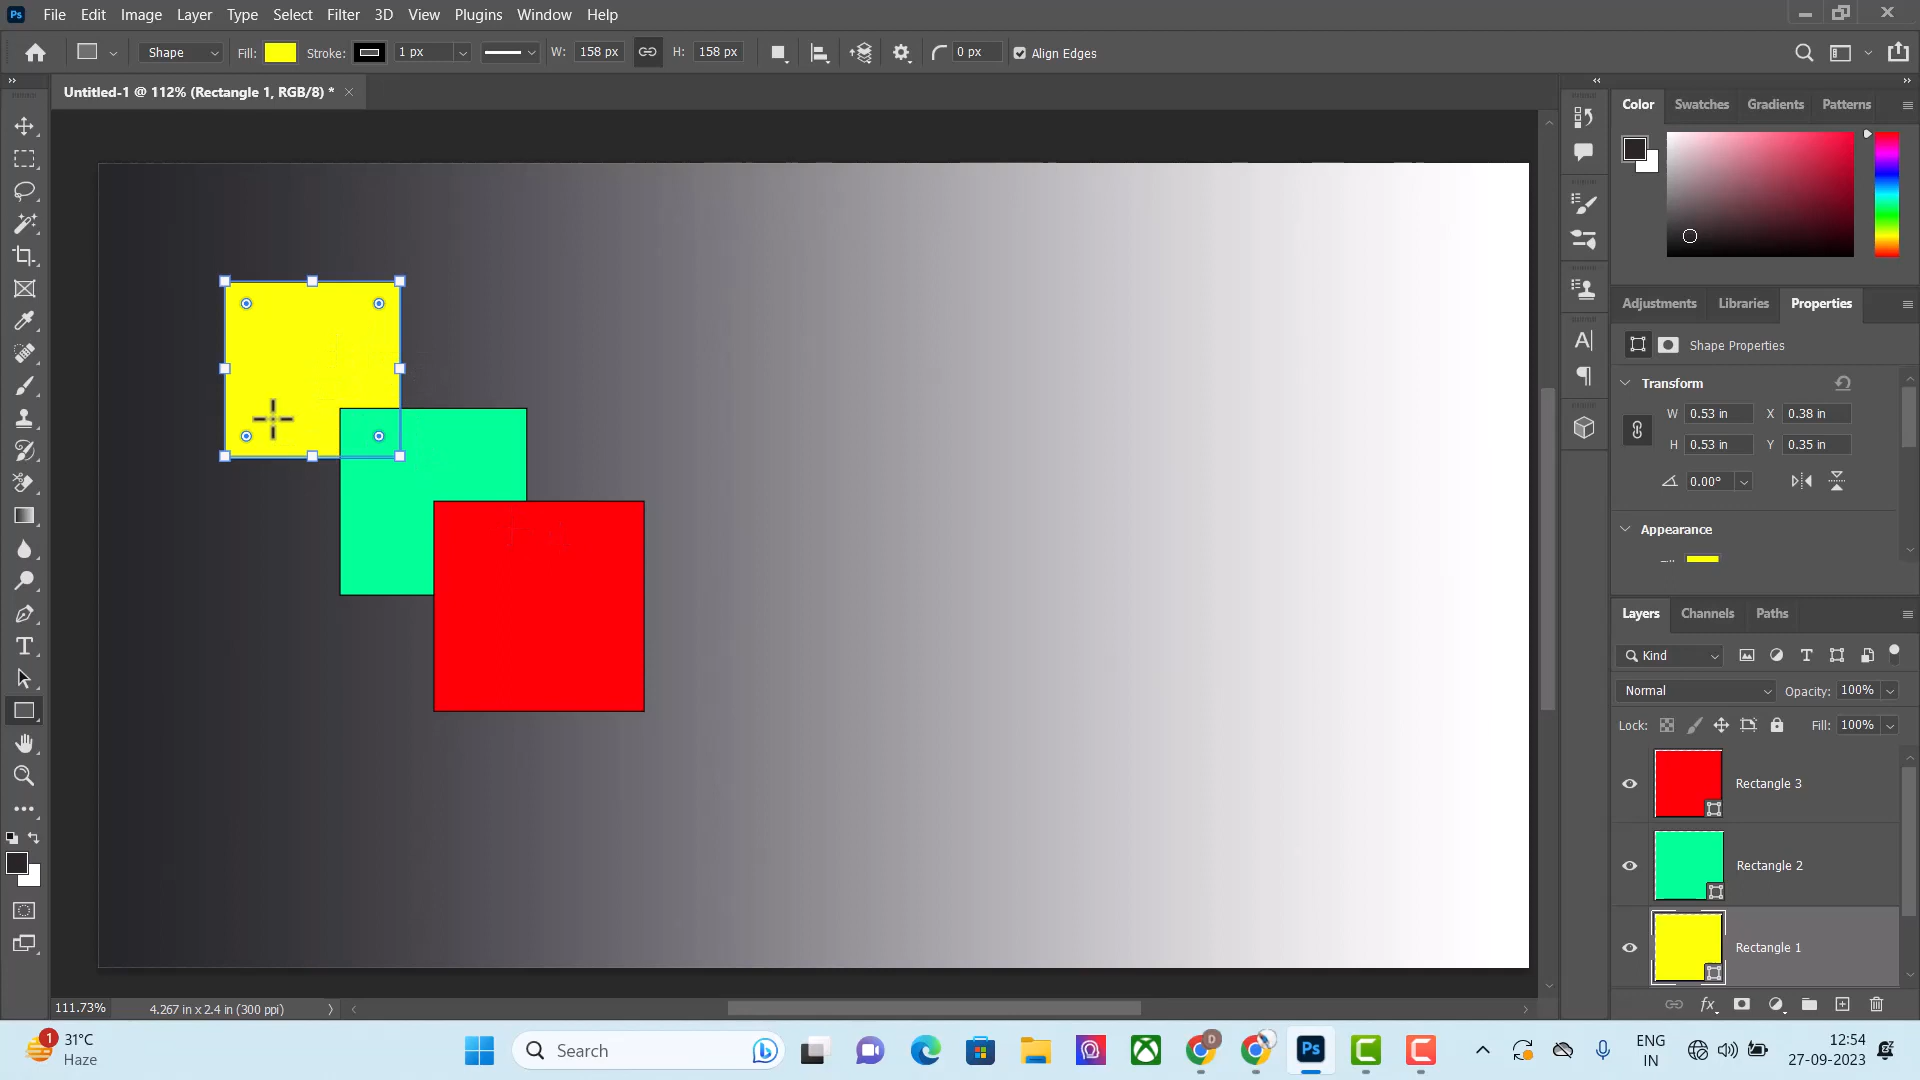 Ps File Edit Image Layer Type Select Filter 3D View Plugins Window Help
Shape Fill: Stroke: 1 px W: 158 px H: 158 px 0 px Align Edges
Untitled-1 @ 112% (Rectangle 1, RGB/8) *
Color Swatches Gradients Patterns
Adjustments Libraries Properties
Shape Properties
Transform
W 0.53 in X 0.38 in
H 0.53 in Y 0.35 in
0.00°
Appearance
Layers Channels Paths
Kind
Normal Opacity: 100%
Lock: Fill: 100%
Rectangle 3
Rectangle 2
Rectangle 1
fx
111.73% 4.267 in x 2.4 in (300 ppi)
1 31°C
Haze
Search
D
Ps
ENG
IN
12:54
27-09-2023